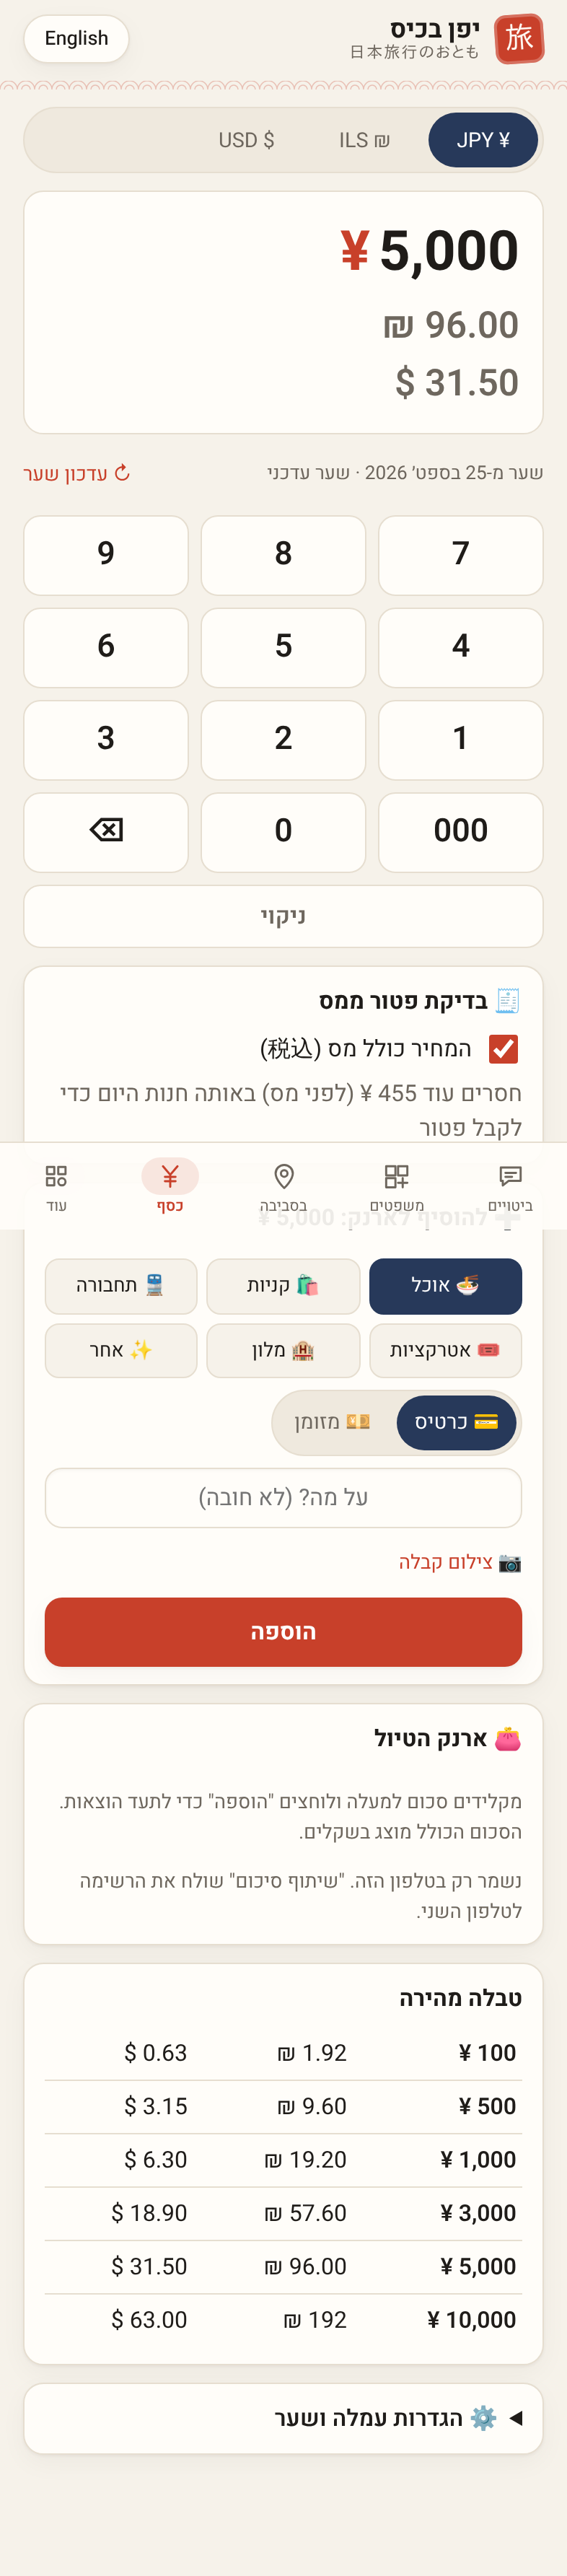 旅
יפן בכיס
日本旅行のおとも
English
JPY ¥
ILS ₪
USD $
¥ 5,000
₪ 96.00
$ 31.50
שער מ-25 בספט׳ 2026 · שער עדכני
↻ עדכון שער
7 8 9
4 5 6
1 2 3
000 0
ניקוי
🧾 בדיקת פטור ממס
המחיר כולל מס (税込)
חסרים עוד 455 ¥ (לפני מס) באותה חנות היום כדי
לקבל פטור
ביטויים
משפטים
בסביבה
כסף
עוד
➕ להוסיף לארנק: 5,000 ¥
🍜 אוכל
🛍️ קניות
🚆 תחבורה
🎟️ אטרקציות
🏨 מלון
✨ אחר
💳 כרטיס
💴 מזומן
על מה? (לא חובה)
📷 צילום קבלה
הוספה
👛 ארנק הטיול
מקלידים סכום למעלה ולוחצים "הוספה" כדי לתעד הוצאות.
הסכום הכולל מוצג בשקלים.
נשמר רק בטלפון הזה. "שיתוף סיכום" שולח את הרשימה
לטלפון השני.
טבלה מהירה
¥ 100 ₪ 1.92 $ 0.63
¥ 500 ₪ 9.60 $ 3.15
¥ 1,000 ₪ 19.20 $ 6.30
¥ 3,000 ₪ 57.60 $ 18.90
¥ 5,000 ₪ 96.00 $ 31.50
¥ 10,000 ₪ 192 $ 63.00
⚙️ הגדרות עמלה ושער